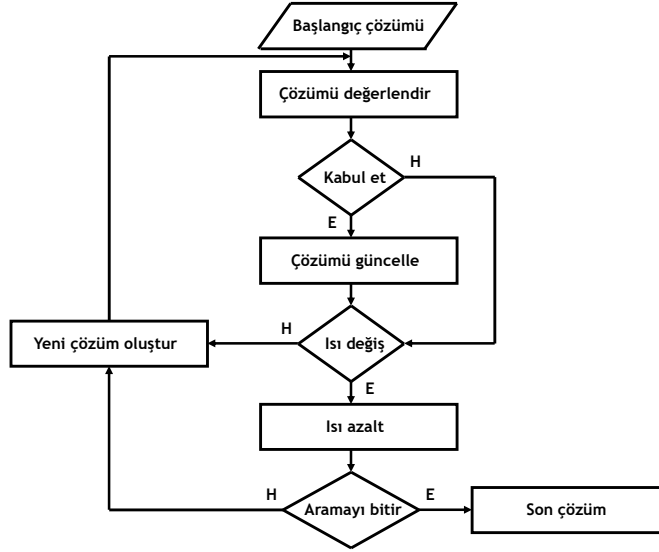 Başlangıç çözümü
Çözümü değerlendir
H
Kabul et
E
Çözümü güncelle
H
Yeni çözüm oluştur
Isı değiş
E
Isı azalt
H
E
Aramayı bitir
Son çözüm